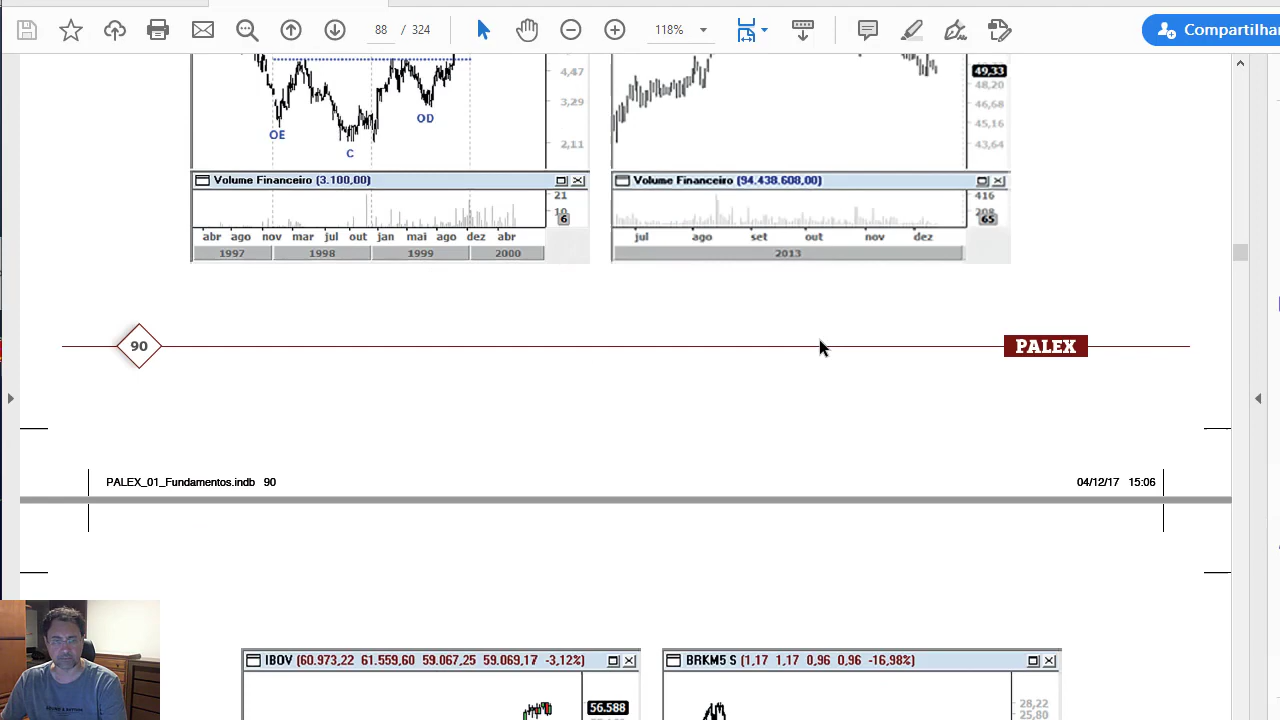 88 / 324
118%
Compartilhar
4,47
3,29
2,11
OE
OD
C
49,33
48,20
46,68
45,16
43,64
Volume Financeiro (3.100,00)
21
10
6
abr ago nov mar jul out jan mai ago dez abr
1997 1998 1999 2000
Volume Financeiro (94.438.608,00)
416
208
65
jul ago set out nov dez
2013
90
PALEX
PALEX_01_Fundamentos.indb 90
04/12/17 15:06
IBOV (60.973,22 61.559,60 59.067,25 59.069,17 -3,12%)
56.588
BRKM5 S (1,17 1,17 0,96 0,96 -16,98%)
28,22
25,80